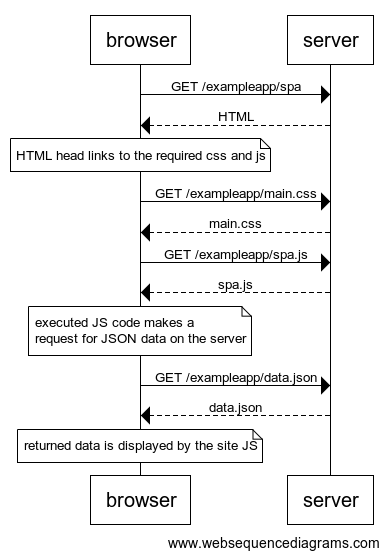 browser
server
GET /exampleapp/spa
HTML
HTML head links to the required css and js
GET /exampleapp/main.css
main.css
GET /exampleapp/spa.js
spa.js
executed JS code makes a
request for JSON data on the server
GET /exampleapp/data.json
data.json
returned data is displayed by the site JS
browser
server
www.websequencediagrams.com